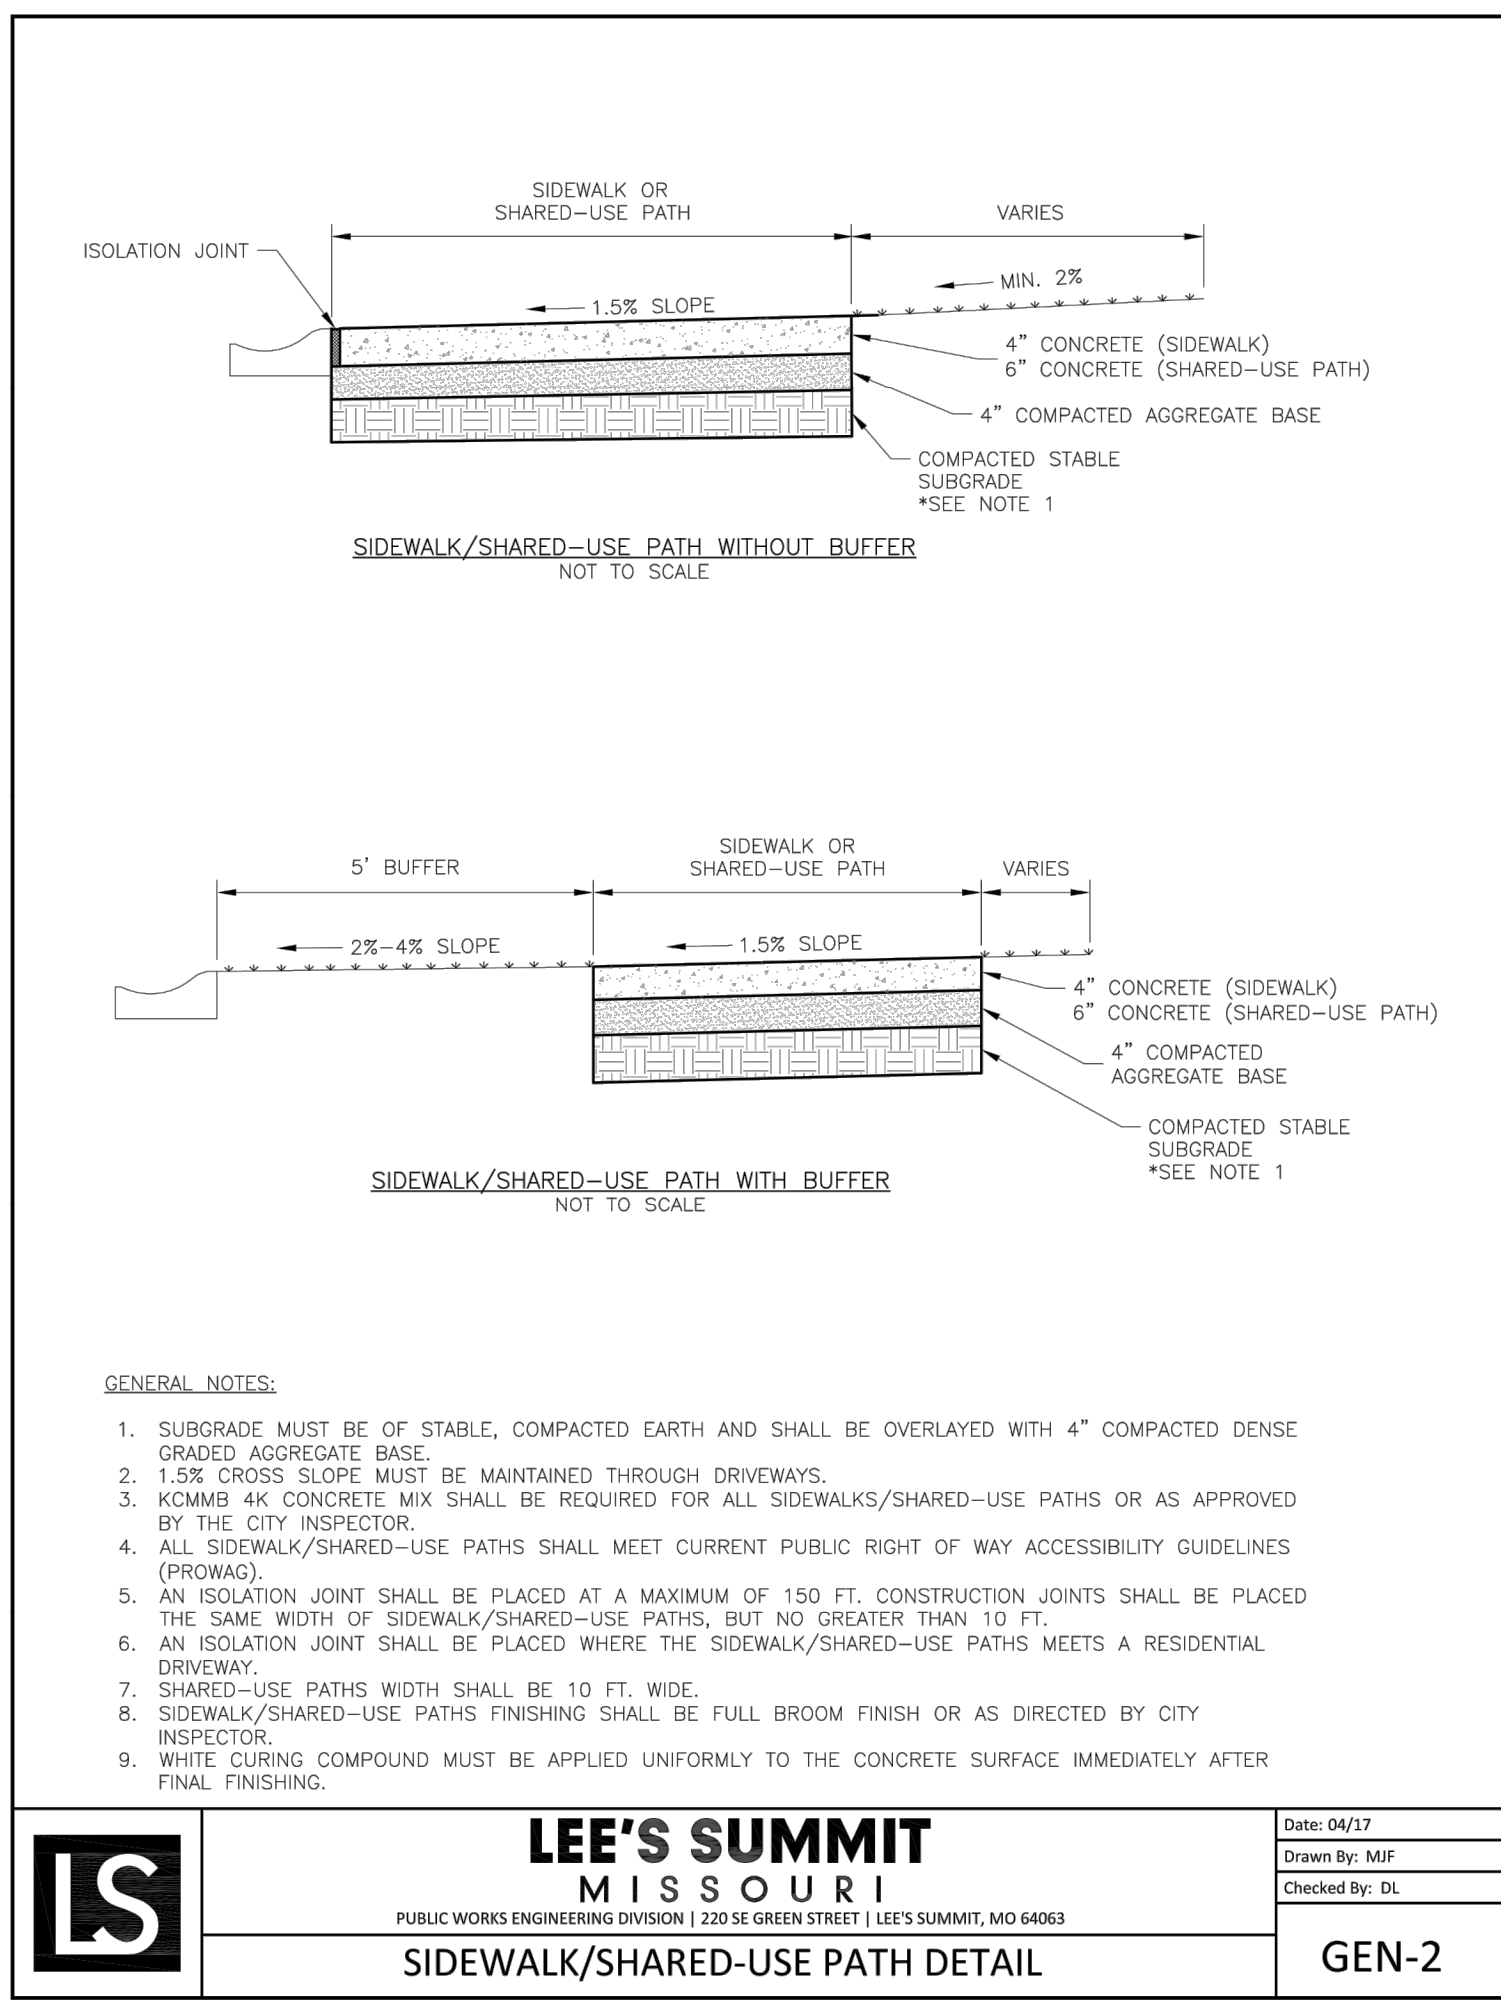 SIDEWALK OR
SHARED-USE PATH
VARIES
ISOLATION JOINT
MIN. 2%
1.5% SLOPE
4" CONCRETE (SIDEWALK)
6" CONCRETE (SHARED-USE PATH)
4" COMPACTED AGGREGATE BASE
COMPACTED STABLE
SUBGRADE
*SEE NOTE 1
SIDEWALK/SHARED-USE PATH WITHOUT BUFFER
NOT TO SCALE
5' BUFFER
SIDEWALK OR
SHARED-USE PATH
VARIES
2%-4% SLOPE
1.5% SLOPE
4" CONCRETE (SIDEWALK)
6" CONCRETE (SHARED-USE PATH)
4" COMPACTED
AGGREGATE BASE
COMPACTED STABLE
SUBGRADE
*SEE NOTE 1
SIDEWALK/SHARED-USE PATH WITH BUFFER
NOT TO SCALE
GENERAL NOTES:
1. SUBGRADE MUST BE OF STABLE, COMPACTED EARTH AND SHALL BE OVERLAYED WITH 4" COMPACTED DENSE
GRADED AGGREGATE BASE.
2. 1.5% CROSS SLOPE MUST BE MAINTAINED THROUGH DRIVEWAYS.
3. KCMMB 4K CONCRETE MIX SHALL BE REQUIRED FOR ALL SIDEWALKS/SHARED-USE PATHS OR AS APPROVED
BY THE CITY INSPECTOR.
4. ALL SIDEWALK/SHARED-USE PATHS SHALL MEET CURRENT PUBLIC RIGHT OF WAY ACCESSIBILITY GUIDELINES
(PROWAG).
5. AN ISOLATION JOINT SHALL BE PLACED AT A MAXIMUM OF 150 FT. CONSTRUCTION JOINTS SHALL BE PLACED
THE SAME WIDTH OF SIDEWALK/SHARED-USE PATHS, BUT NO GREATER THAN 10 FT.
6. AN ISOLATION JOINT SHALL BE PLACED WHERE THE SIDEWALK/SHARED-USE PATHS MEETS A RESIDENTIAL
DRIVEWAY.
7. SHARED-USE PATHS WIDTH SHALL BE 10 FT. WIDE.
8. SIDEWALK/SHARED-USE PATHS FINISHING SHALL BE FULL BROOM FINISH OR AS DIRECTED BY CITY
INSPECTOR.
9. WHITE CURING COMPOUND MUST BE APPLIED UNIFORMLY TO THE CONCRETE SURFACE IMMEDIATELY AFTER
FINAL FINISHING.
LS
LEE'S SUMMIT
MISSOURI
PUBLIC WORKS ENGINEERING DIVISION | 220 SE GREEN STREET | LEE'S SUMMIT, MO 64063
SIDEWALK/SHARED-USE PATH DETAIL
Date: 04/17
Drawn By: MJF
Checked By: DL
GEN-2